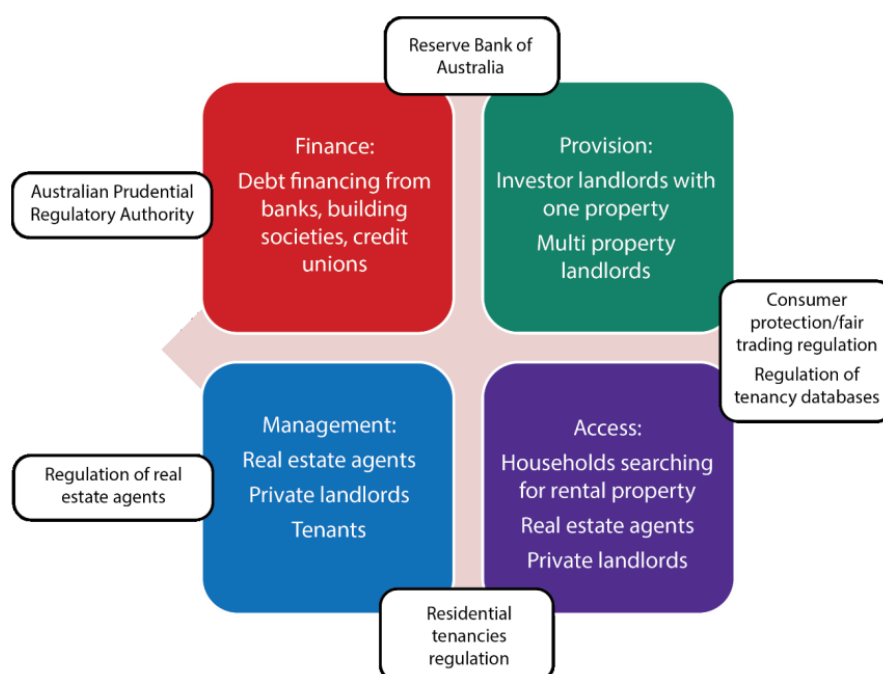 Reserve Bank of
Australia
Finance:
Debt financing from
banks, building
societies, credit
unions
Provision:
Investor landlords with
one property
Multi property
landlords
Australian Prudential
Regulatory Authority
Consumer
protection/fair
trading regulation
Regulation of
tenancy databases
Management:
Real estate agents
Private landlords
Tenants
Access:
Households searching
for rental property
Real estate agents
Private landlords
Regulation of real
estate agents
Residential
tenancies
regulation